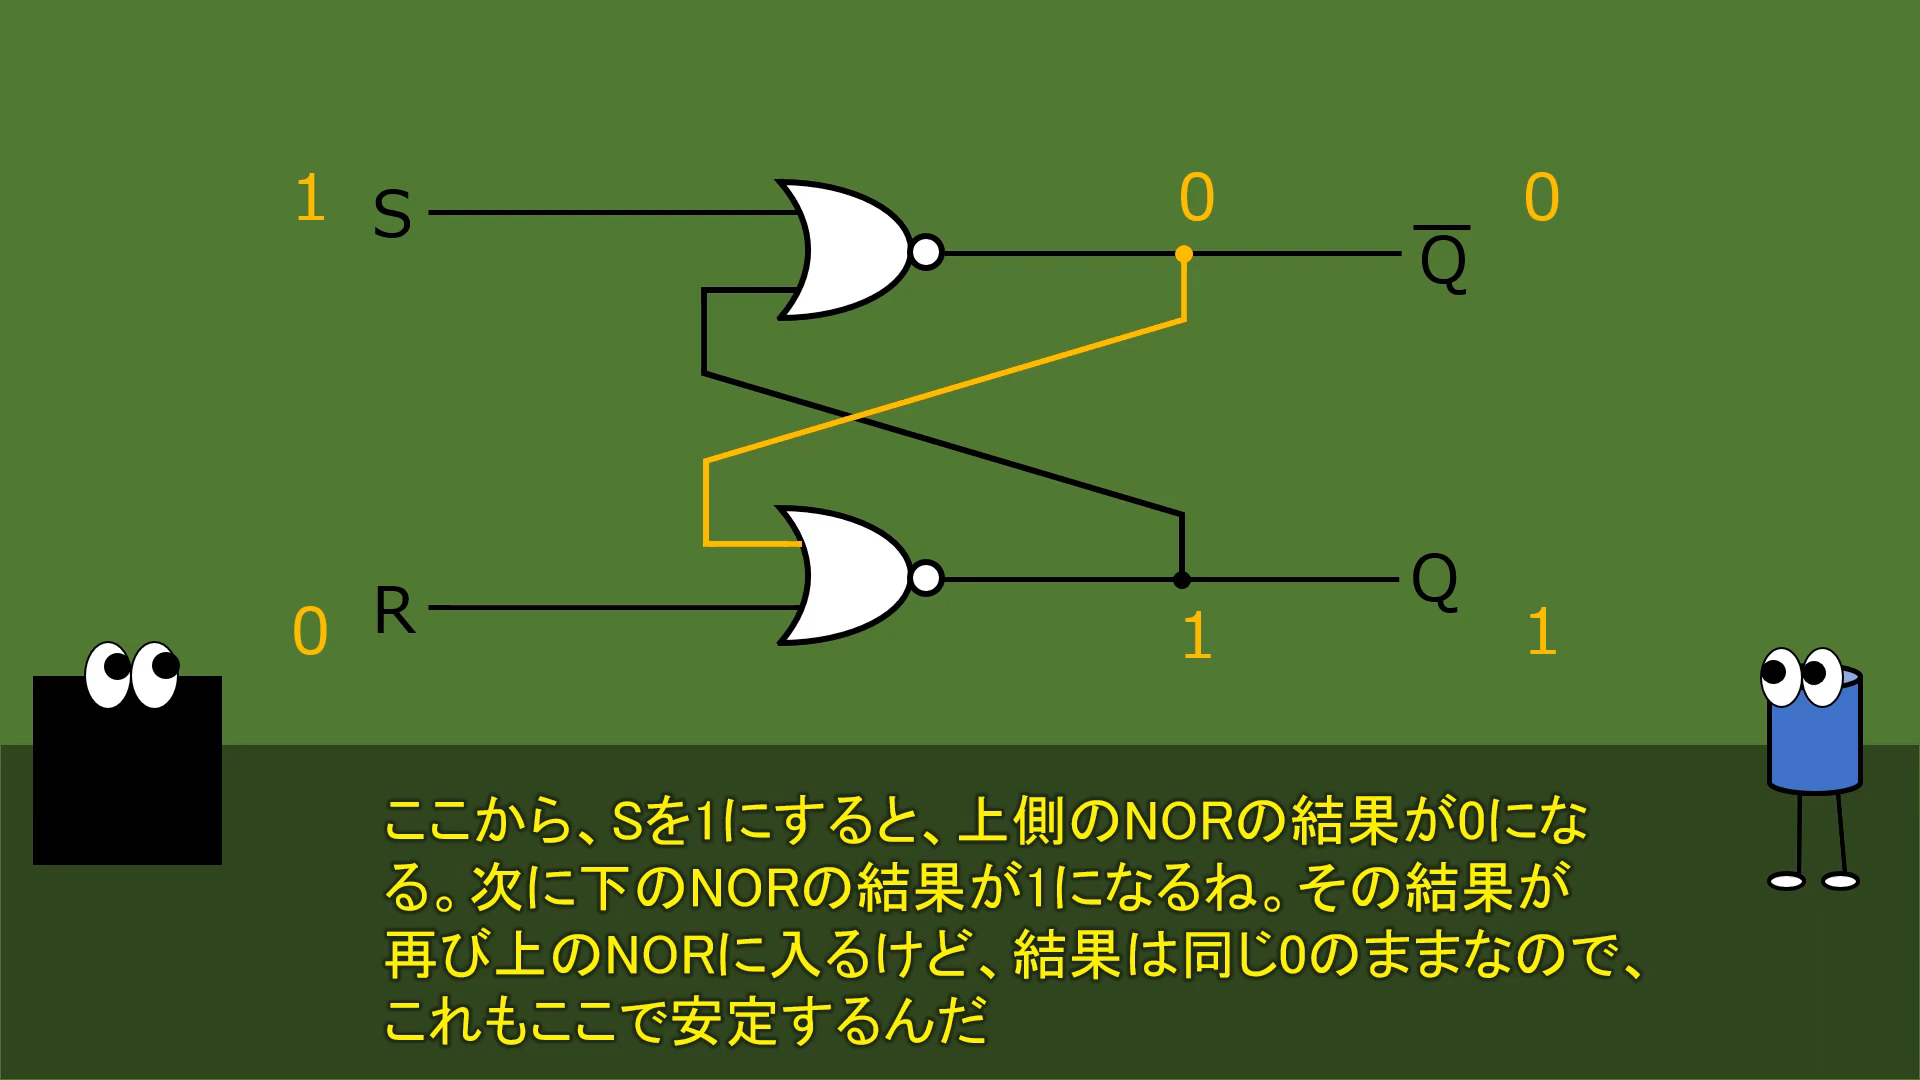 1 S 0 0
Q
0 R 1 Q 1
ここから、Sを1にすると、上側のNORの結果が0にな
る。次に下のNORの結果が1になるね。その結果が
再び上のNORに入るけど、結果は同じ0のままなので、
これもここで安定するんだ